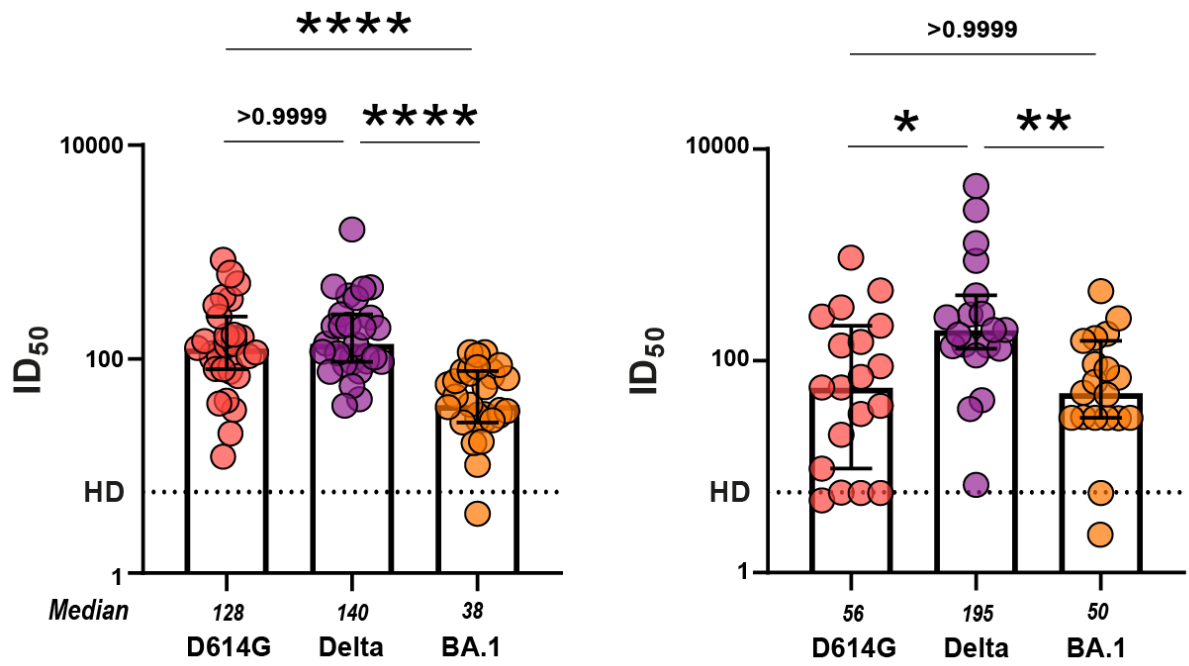 ****
>0.9999
****
10000
100
HD
1
ID50
Median 128 140 38
D614G Delta BA.1
>0.9999
* **
10000
100
HD
1
ID50
56 195 50
D614G Delta BA.1